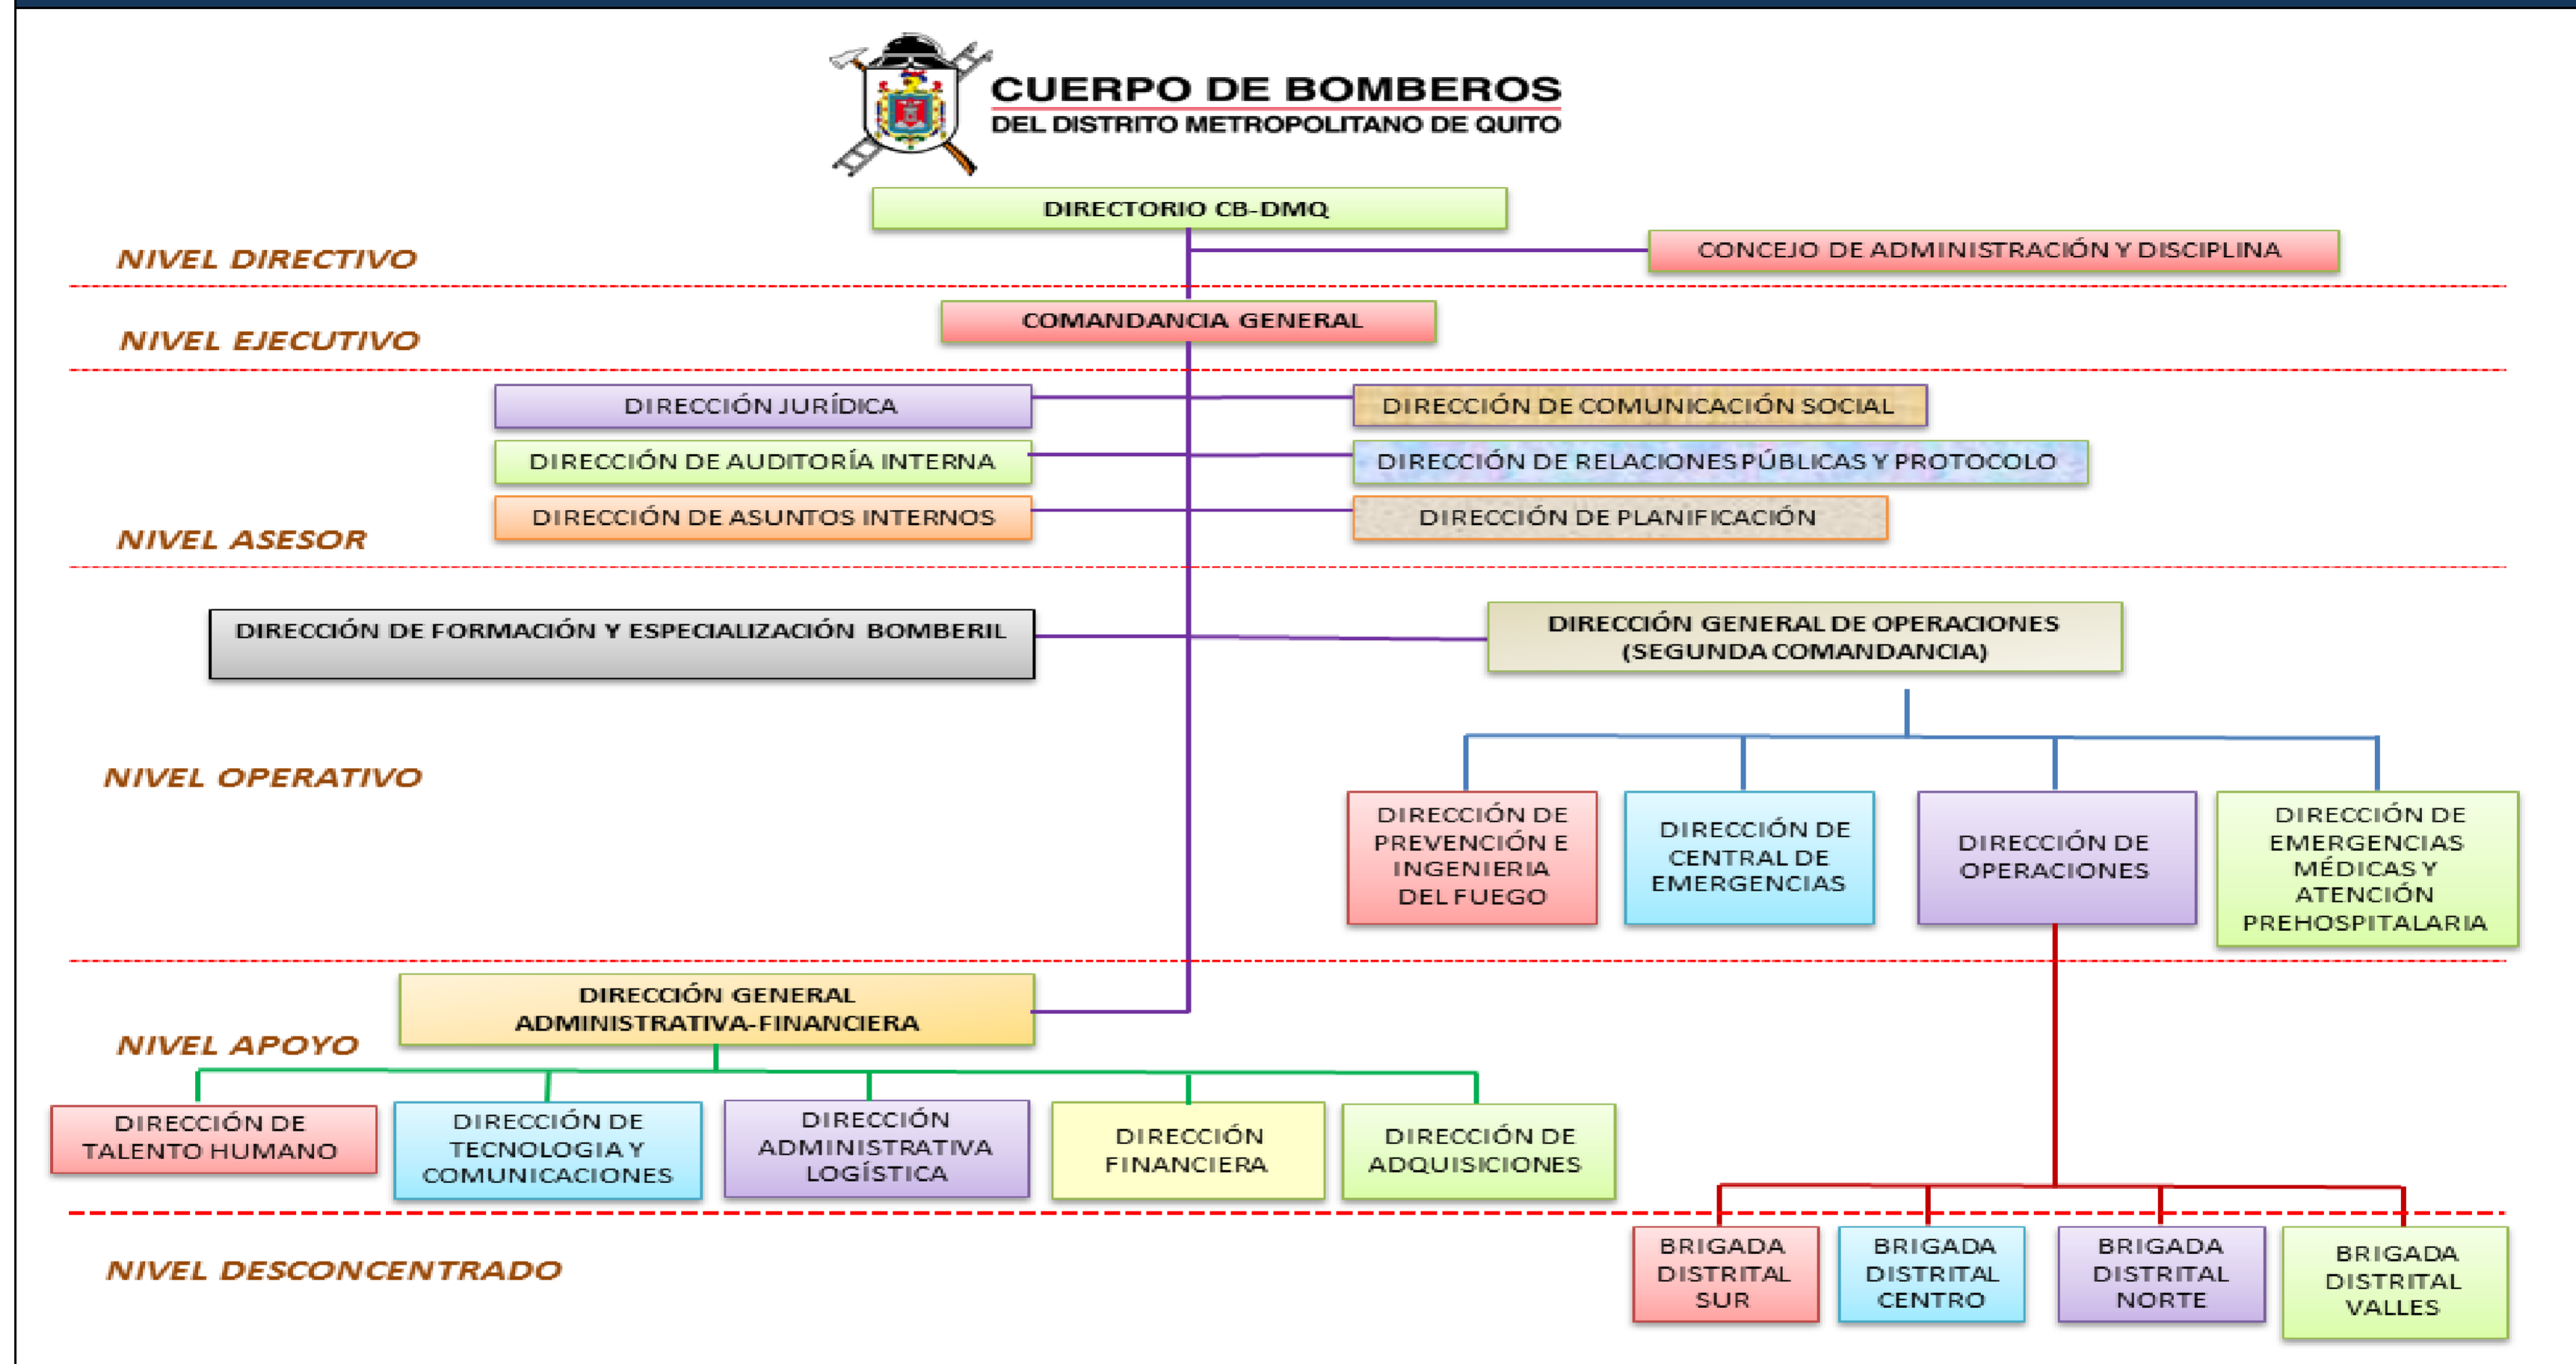 CUERPO DE BOMBEROS
DEL DISTRITO METROPOLITANO DE QUITO
DIRECTORIO CB-DMQ
NIVEL DIRECTIVO
CONCEJO DE ADMINISTRACIÓN Y DISCIPLINA
COMANDANCIA GENERAL
NIVEL EJECUTIVO
DIRECCIÓN JURÍDICA
DIRECCIÓN DE COMUNICACIÓN SOCIAL
DIRECCIÓN DE AUDITORÍA INTERNA
DIRECCIÓN DE RELACIONES PÚBLICAS Y PROTOCOLO
DIRECCIÓN DE ASUNTOS INTERNOS
DIRECCIÓN DE PLANIFICACIÓN
NIVEL ASESOR
DIRECCIÓN DE FORMACIÓN Y ESPECIALIZACIÓN BOMBERIL
DIRECCIÓN GENERAL DE OPERACIONES
(SEGUNDA COMANDANCIA)
NIVEL OPERATIVO
DIRECCIÓN DE
PREVENCIÓN E
INGENIERIA
DEL FUEGO
DIRECCIÓN DE
CENTRAL DE
EMERGENCIAS
DIRECCIÓN DE
OPERACIONES
DIRECCIÓN DE
EMERGENCIAS
MÉDICAS Y
ATENCIÓN
PREHOSPITALARIA
DIRECCIÓN GENERAL
ADMINISTRATIVA-FINANCIERA
NIVEL APOYO
DIRECCIÓN DE
TALENTO HUMANO
DIRECCIÓN DE
TECNOLOGIA Y
COMUNICACIONES
DIRECCIÓN
ADMINISTRATIVA
LOGÍSTICA
DIRECCIÓN
FINANCIERA
DIRECCIÓN DE
ADQUISICIONES
NIVEL DESCONCENTRADO
BRIGADA
DISTRITAL
SUR
BRIGADA
DISTRITAL
CENTRO
BRIGADA
DISTRITAL
NORTE
BRIGADA
DISTRITAL
VALLES